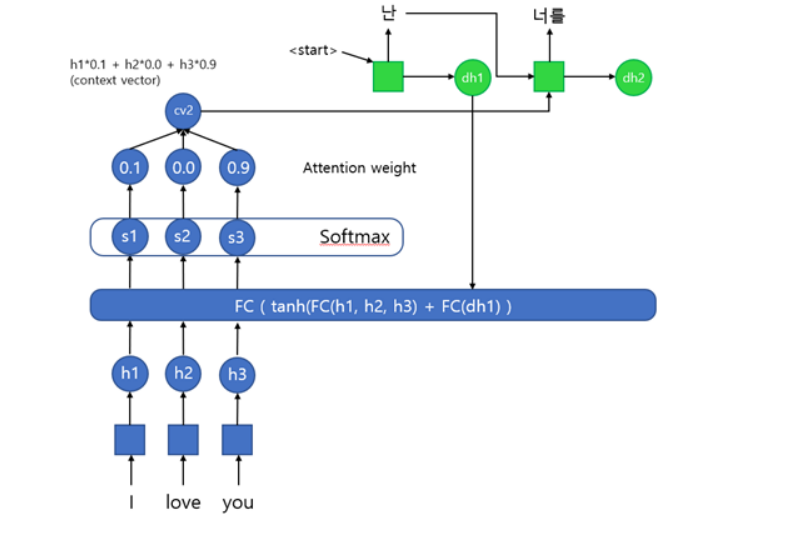 난
너를
<start>
h1*0.1 + h2*0.0 + h3*0.9
(context vector)
dh1
dh2
cv2
0.1
0.0
0.9
Attention weight
s1
s2
s3
Softmax
FC ( tanh(FC(h1, h2, h3) + FC(dh1) )
h1
h2
h3
I
love
you